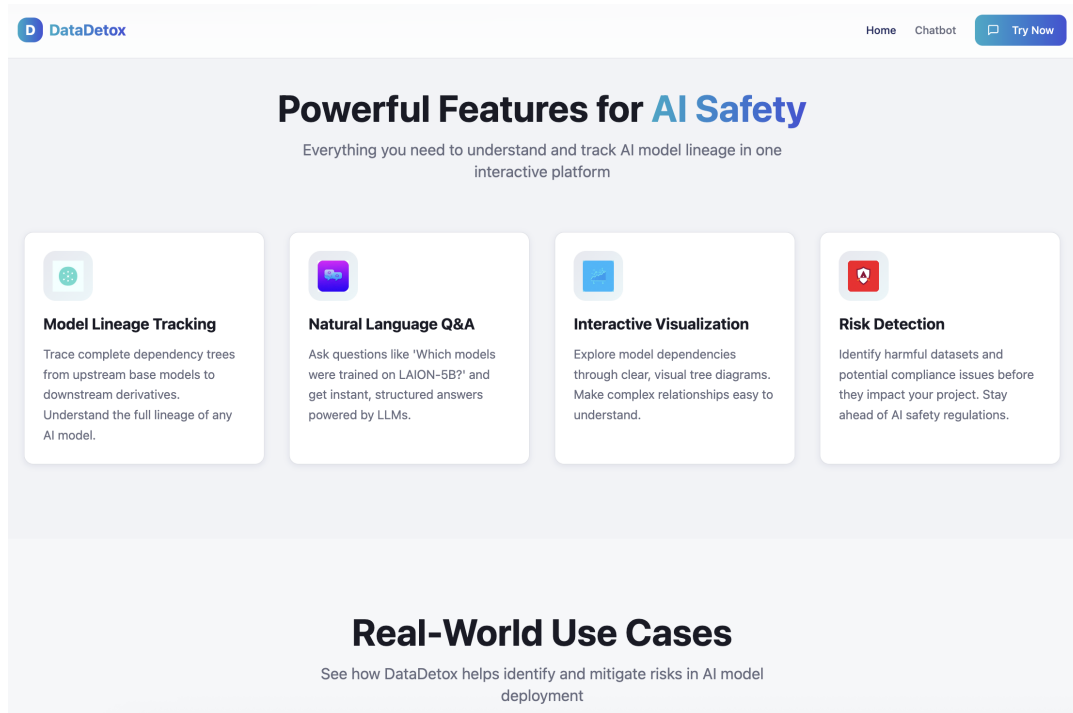 D DataDetox
Home Chatbot Try Now
Powerful Features for AI Safety
Everything you need to understand and track AI model lineage in one
interactive platform
Model Lineage Tracking
Trace complete dependency trees
from upstream base models to
downstream derivatives.
Understand the full lineage of any
AI model.
Natural Language Q&A
Ask questions like 'Which models
were trained on LAION-5B?' and
get instant, structured answers
powered by LLMs.
Interactive Visualization
Explore model dependencies
through clear, visual tree diagrams.
Make complex relationships easy to
understand.
Risk Detection
Identify harmful datasets and
potential compliance issues before
they impact your project. Stay
ahead of AI safety regulations.
Real-World Use Cases
See how DataDetox helps identify and mitigate risks in AI model
deployment